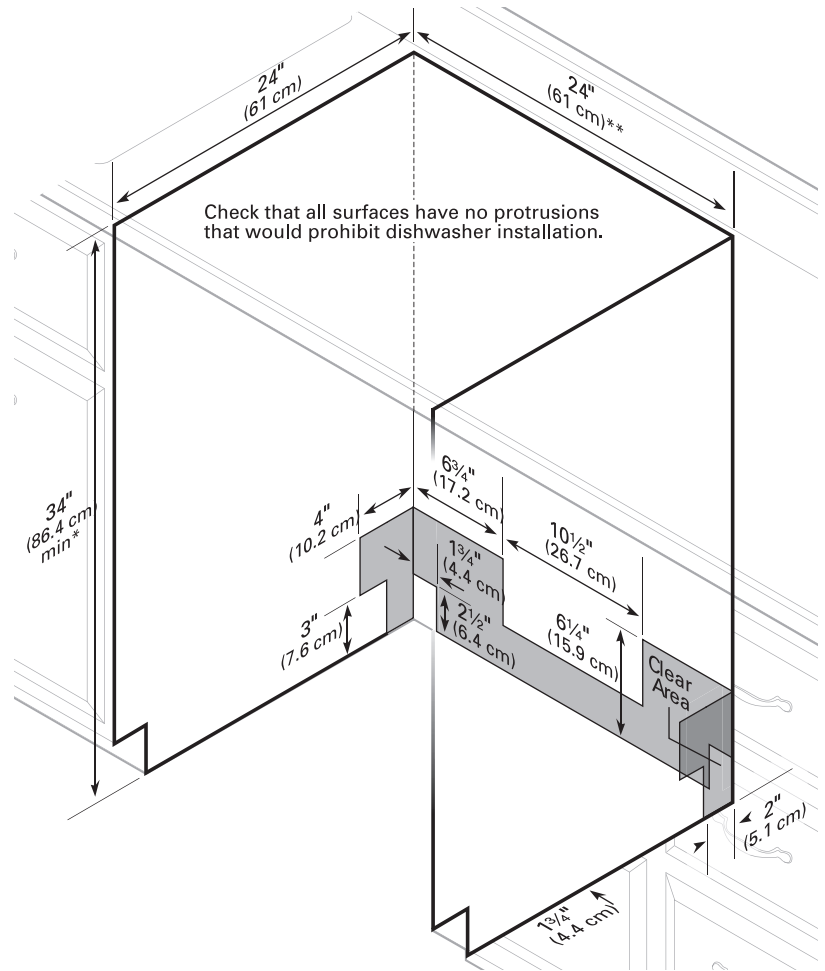 24"
(61 cm)
24"
(61 cm)**
Check that all surfaces have no protrusions
that would prohibit dishwasher installation.
34"
(86.4 cm)
min*
4"
(10.2 cm)
6¾"
(17.2 cm)
10½"
(26.7 cm)
1¾"
(4.4 cm)
3"
(7.6 cm)
2½"
(6.4 cm)
6¼"
(15.9 cm)
Clear
Area
2"
(5.1 cm)
1¾"
(4.4 cm)